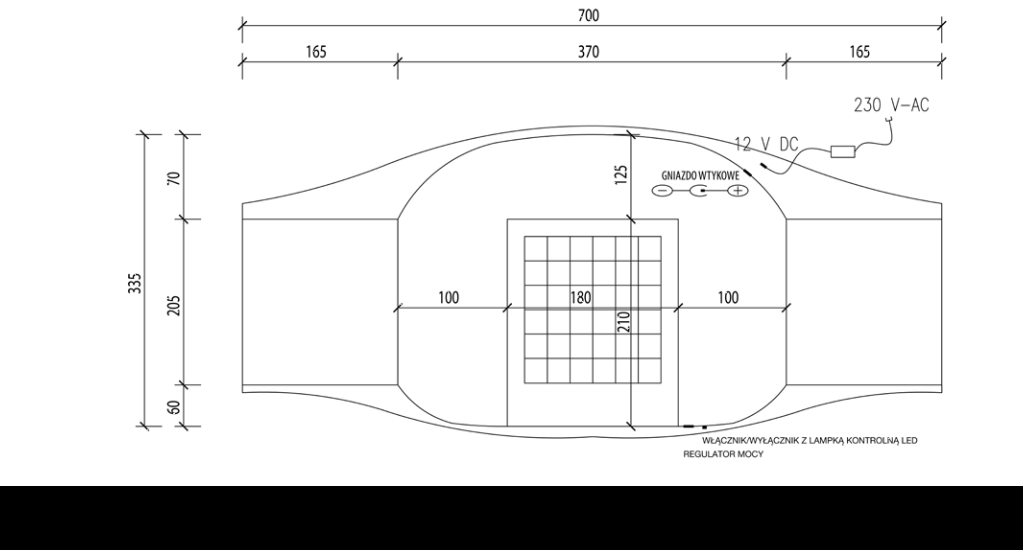 700
165
370
165
230 V-AC
12 V DC
70
125
GNIAZDO WTYKOWE
335
205
100
180
100
210
60
WŁĄCZNIK/WYŁĄCZNIK Z LAMPKĄ KONTROLNĄ LED
REGULATOR MOCY